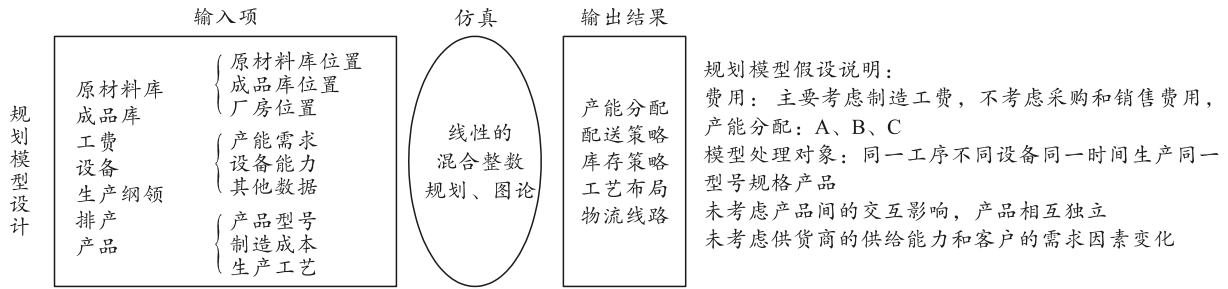 输入项
仿真
输出结果
规划模型设计
原材料库
成品库
工费
设备
生产纲领
排产
产品
原材料库位置
成品库位置
厂房位置
产能需求
设备能力
其他数据
产品型号
制造成本
生产工艺
线性的
混合整数
规划、图论
产能分配
配送策略
库存策略
工艺布局
物流线路
规划模型假设说明：
费用：主要考虑制造工费，不考虑采购和销售费用，
产能分配：A、B、C
模型处理对象：同一工序不同设备同一时间生产同一
型号规格产品
未考虑产品间的交互影响，产品相互独立
未考虑供货商的供给能力和客户的需求因素变化